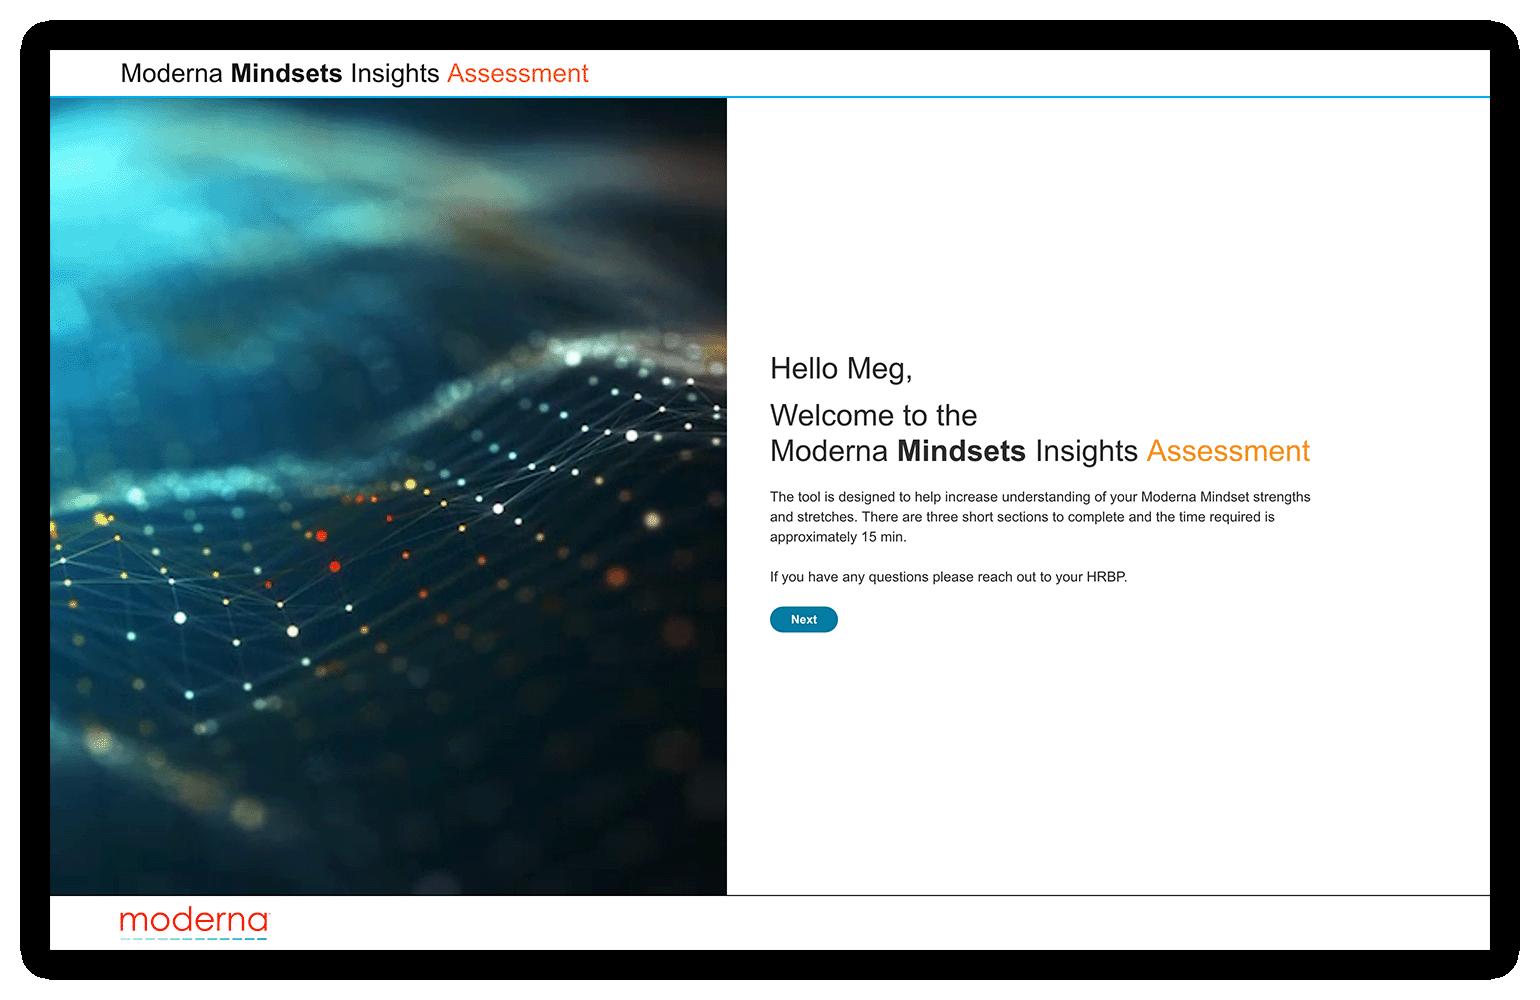 Moderna Mindsets Insights Assessment
Hello Meg,
Welcome to the
Moderna Mindsets Insights Assessment
The tool is designed to help increase understanding of your Moderna Mindset strengths
and stretches. There are three short sections to complete and the time required is
approximately 15 min.
If you have any questions please reach out to your HRBP.
Next
moderna